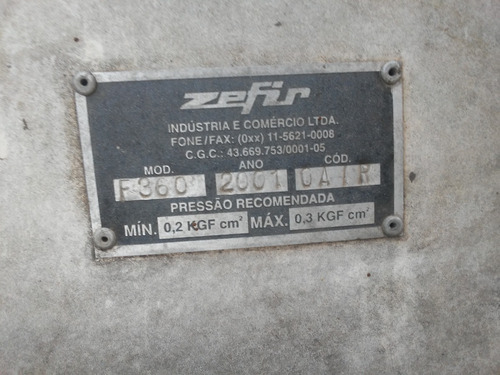 zefir
INDÚSTRIA E COMÉRCIO LTDA.
FONE/FAX: (0xx) 11-5621-0008
C.G.C.: 43.669.753/0001-05
MOD. ANO CÓD.
F360 2001 UATR
PRESSÃO RECOMENDADA
MÍN. 0,2 KGF cm² MÁX. 0.3 KGF cm²